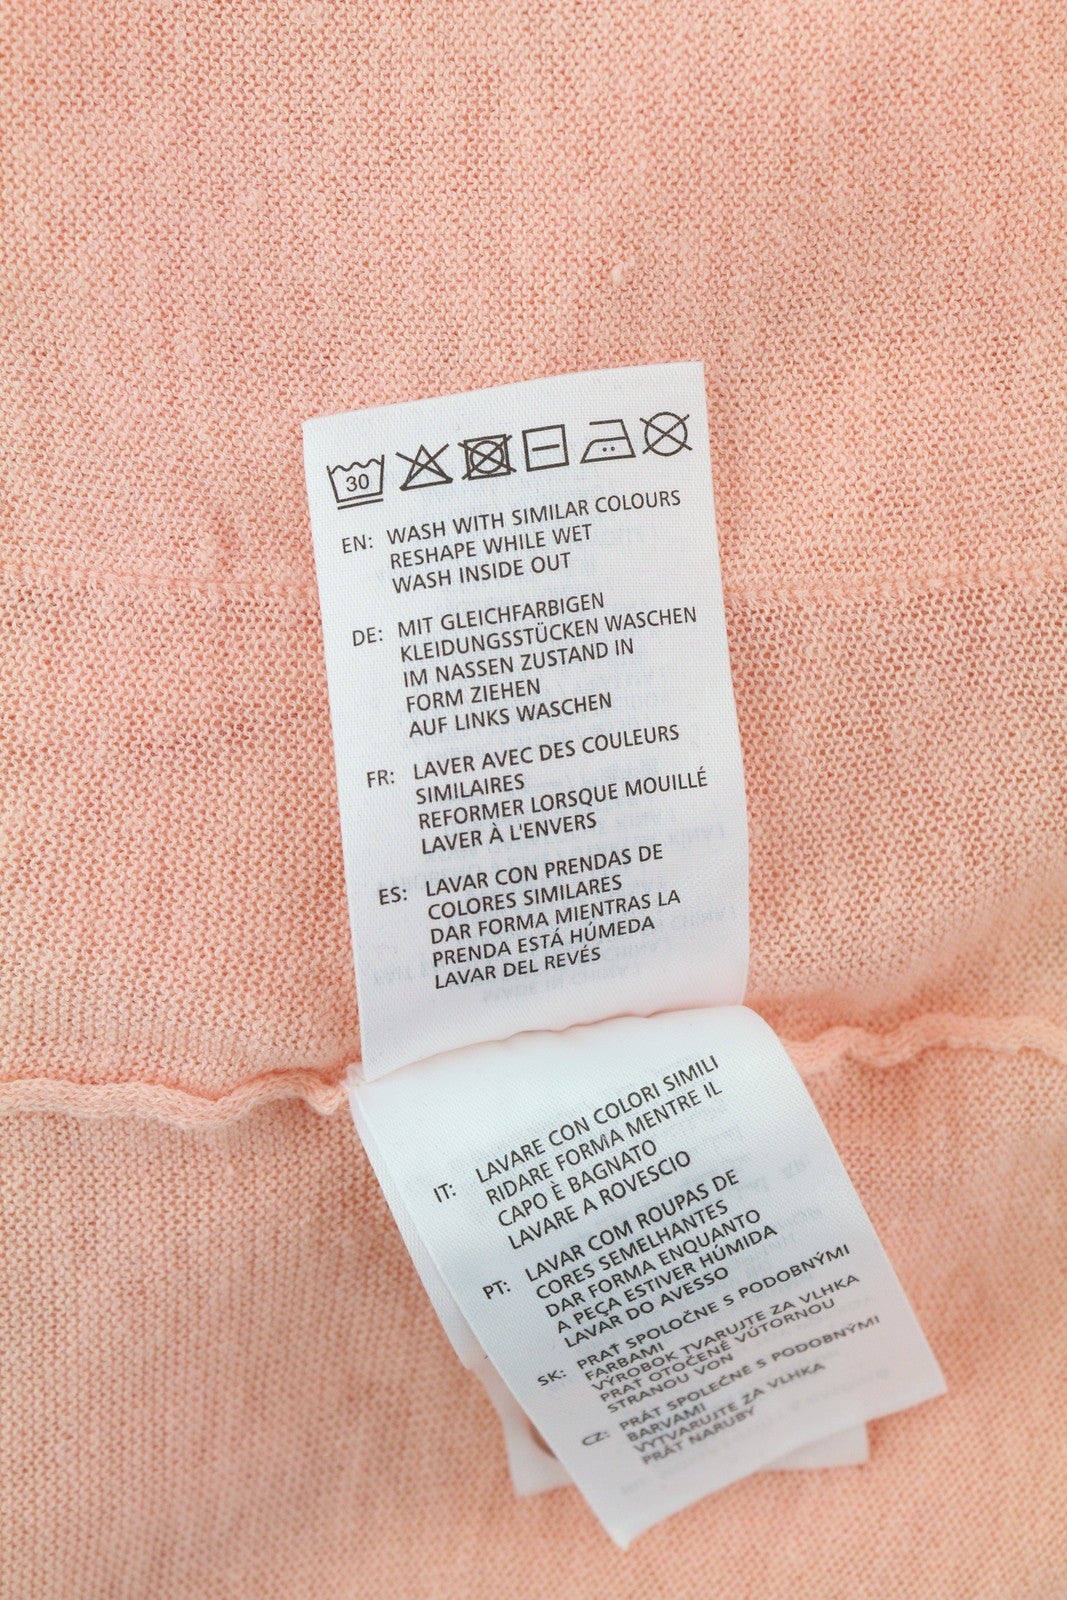 30
EN: WASH WITH SIMILAR COLOURS
RESHAPE WHILE WET
WASH INSIDE OUT
DE: MIT GLEICHFARBIGEN
KLEIDUNGSSTÜCKEN WASCHEN
IM NASSEN ZUSTAND IN
FORM ZIEHEN
AUF LINKS WASCHEN
FR: LAVER AVEC DES COULEURS
SIMILAIRES
REFORMER LORSQUE MOUILLÉ
LAVER À L'ENVERS
ES: LAVAR CON PRENDAS DE
COLORES SIMILARES
DAR FORMA MIENTRAS LA
PRENDA ESTÁ HÚMEDA
LAVAR DEL REVÉS
IT: LAVARE CON COLORI SIMILI
RIDARE FORMA MENTRE IL
CAPO È BAGNATO
LAVARE A ROVESCIO
PT: LAVAR COM ROUPAS DE
CORES SEMELHANTES
DAR FORMA ENQUANTO
A PEÇA ESTIVER HÚMIDA
LAVAR DO AVESSO
SK: PRAŤ SPOLOČNE S PODOBNÝMI
FARBAMI
VÝROBOK TVARUJTE ZA VLHKA
PRAŤ OTOČENÉ VÚTORNOU
STRANOU VON
CZ: PRÁT SPOLEČNĚ S PODOBNÝMI
BARVAMI
VYTVARUJTE ZA VLHKA
PRÁT NARUBY